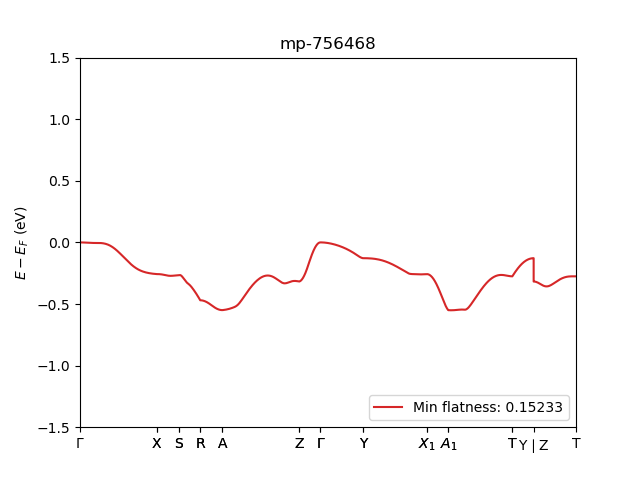 mp-756468
1.5
1.0
0.5
0.0
−0.5
−1.0
−1.5
E − E_F (eV)
Min flatness: 0.15233
Γ X S R A Z Γ Y X₁ A₁ T Y | Z T